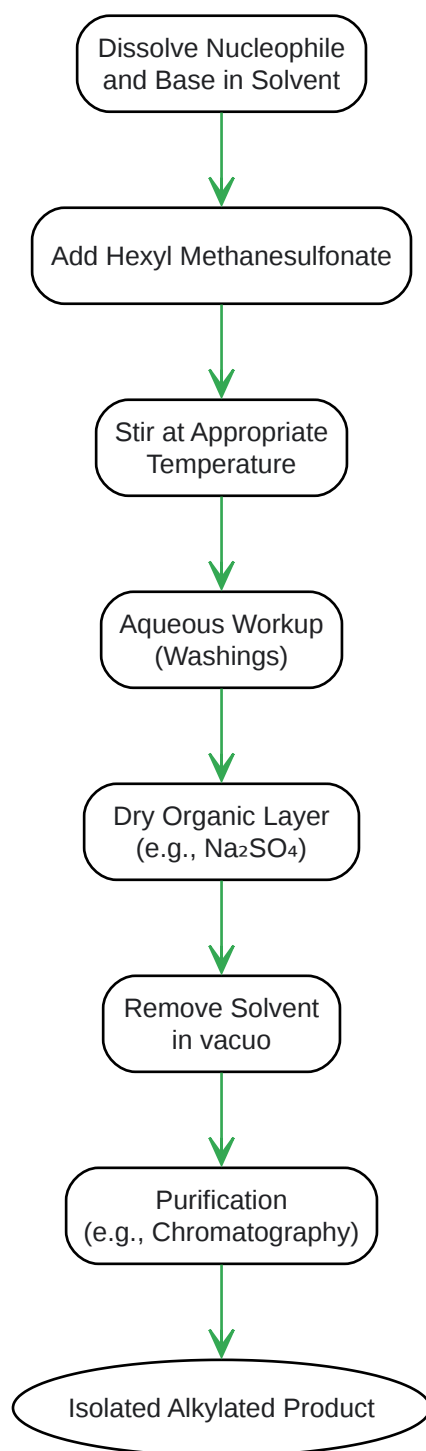 Dissolve Nucleophile
and Base in Solvent
Add Hexyl Methanesulfonate
Stir at Appropriate
Temperature
Aqueous Workup
(Washings)
Dry Organic Layer
(e.g., Na₂SO₄)
Remove Solvent
in vacuo
Purification
(e.g., Chromatography)
Isolated Alkylated Product